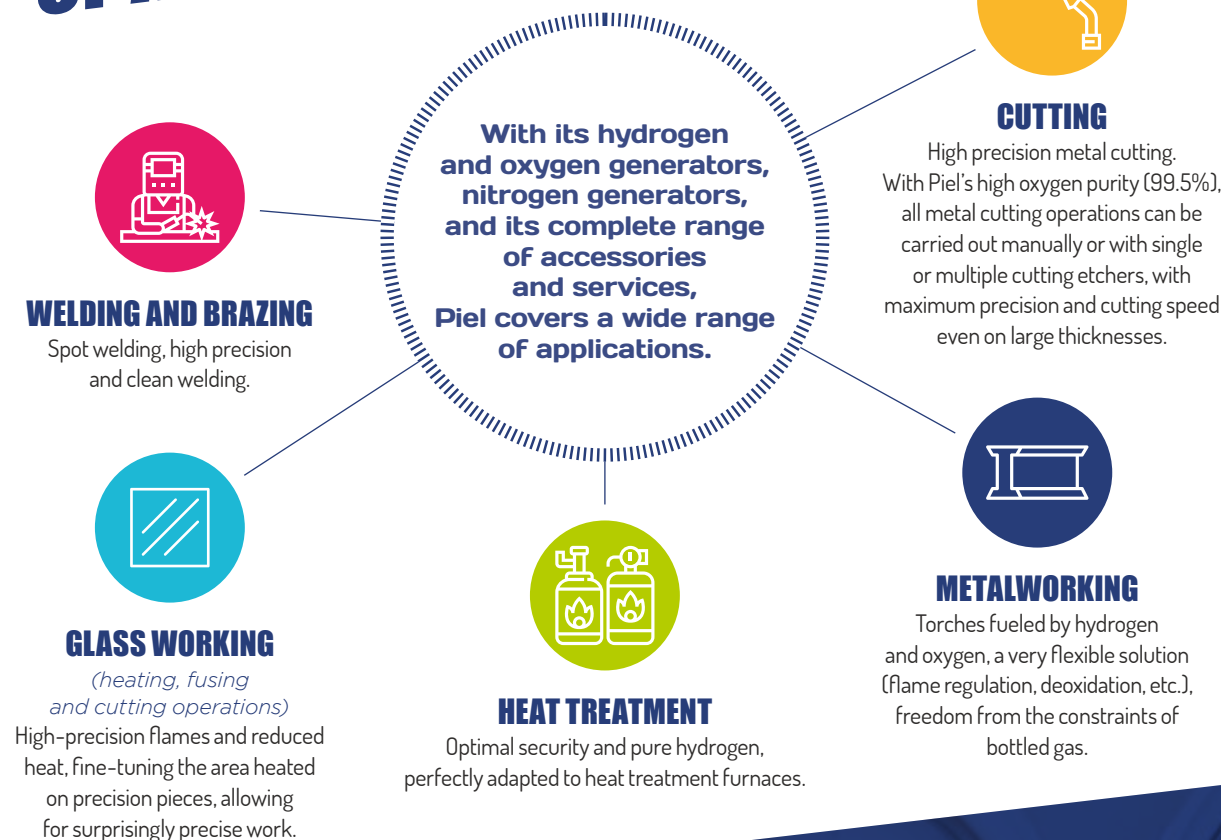 With its hydrogen
and oxygen generators,
nitrogen generators,
and its complete range
of accessories
and services,
Piel covers a wide range
of applications.
CUTTING
High precision metal cutting.
With Piel's high oxygen purity (99.5%),
all metal cutting operations can be
carried out manually or with single
or multiple cutting etchers, with
maximum precision and cutting speed
even on large thicknesses.
WELDING AND BRAZING
Spot welding, high precision
and clean welding.
GLASS WORKING
(heating, fusing
and cutting operations)
High-precision flames and reduced
heat, fine-tuning the area heated
on precision pieces, allowing
for surprisingly precise work.
HEAT TREATMENT
Optimal security and pure hydrogen,
perfectly adapted to heat treatment furnaces.
METALWORKING
Torches fueled by hydrogen
and oxygen, a very flexible solution
(flame regulation, deoxidation, etc.),
freedom from the constraints of
bottled gas.